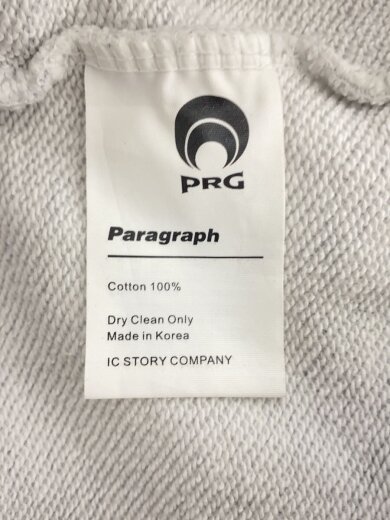 PRG
Paragraph
Cotton 100%
Dry Clean Only
Made in Korea
IC STORY COMPANY